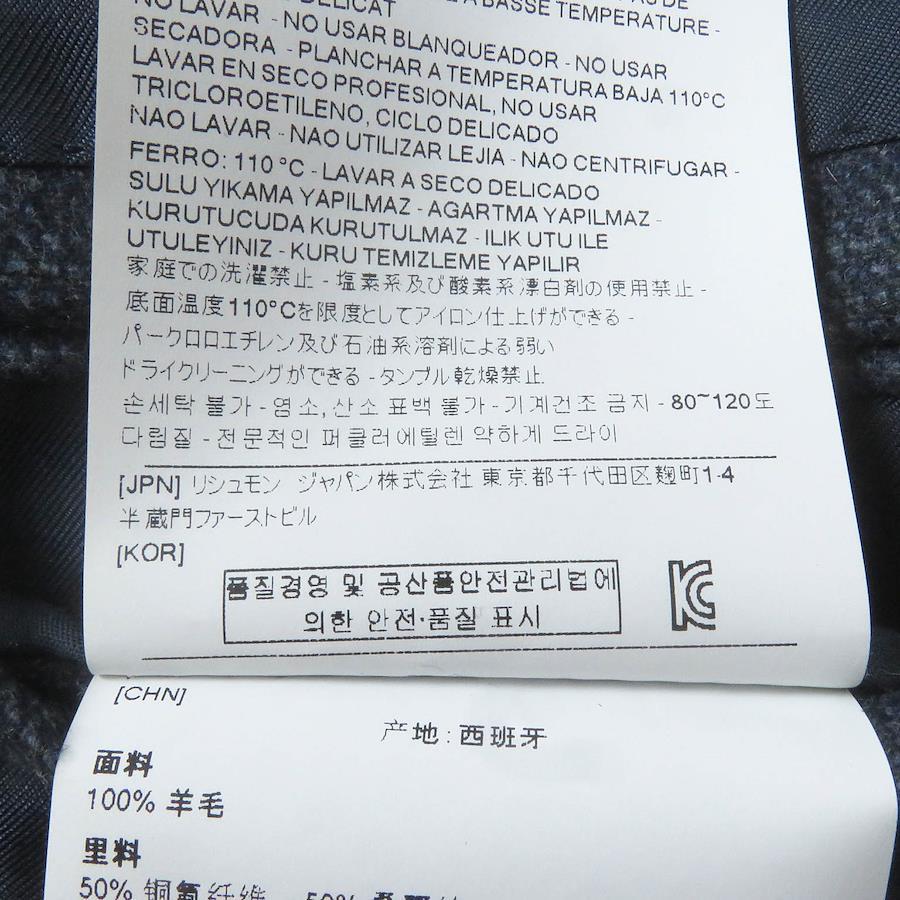 DELICAT
A BASSE TEMPERATURE -
NO LAVAR - NO USAR BLANQUEADOR - NO USAR
SECADORA - PLANCHAR A TEMPERATURA BAJA 110°C
LAVAR EN SECO PROFESIONAL, NO USAR
TRICLOROETILENO, CICLO DELICADO
NAO LAVAR - NAO UTILIZAR LEJIA - NAO CENTRIFUGAR -
FERRO: 110 °C - LAVAR A SECO DELICADO
SULU YIKAMA YAPILMAZ - AGARTMA YAPILMAZ -
KURUTUCUDA KURUTULMAZ - ILIK UTU ILE
UTULEYINIZ - KURU TEMIZLEME YAPILIR
家庭での洗濯禁止 - 塩素系及び酸素系漂白剤の使用禁止 -
底面温度110°Cを限度としてアイロン仕上げができる -
パークロロエチレン及び石油系溶剤による弱い
ドライクリーニングができる - タンブル乾燥禁止
손세탁 불가 - 염소, 산소 표백 불가 - 기계건조 금지 - 80~120도
다림질 - 전문적인 퍼클러에틸렌 약하게 드라이
[JPN] リシュモン ジャパン株式会社 東京都千代田区麹町1-4
半蔵門ファーストビル
[KOR]
품질경영 및 공산품안전관리법에
의한 안전·품질 표시
[CHN]
产地: 西班牙
面料
100% 羊毛
里料
50% 铜氨纤维 50%